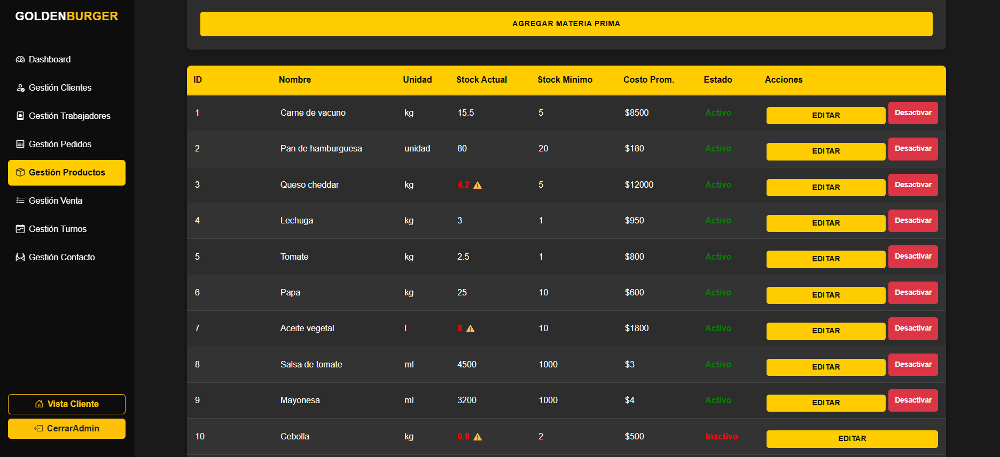 GOLDENBURGER
Dashboard
Gestión Clientes
Gestión Trabajadores
Gestión Pedidos
Gestión Productos
Gestión Venta
Gestión Turnos
Gestión Contacto
Vista Cliente
CerrarAdmin
AGREGAR MATERIA PRIMA
ID Nombre Unidad Stock Actual Stock Mínimo Costo Prom. Estado Acciones
1 Carne de vacuno kg 15.5 5 $8500 Activo EDITAR Desactivar
2 Pan de hamburguesa unidad 80 20 $180 Activo EDITAR Desactivar
3 Queso cheddar kg 4.2 5 $12000 Activo EDITAR Desactivar
4 Lechuga kg 3 1 $950 Activo EDITAR Desactivar
5 Tomate kg 2.5 1 $800 Activo EDITAR Desactivar
6 Papa kg 25 10 $600 Activo EDITAR Desactivar
7 Aceite vegetal l 8 10 $1800 Activo EDITAR Desactivar
8 Salsa de tomate ml 4500 1000 $3 Activo EDITAR Desactivar
9 Mayonesa ml 3200 1000 $4 Activo EDITAR Desactivar
10 Cebolla kg 0.8 2 $500 Inactivo EDITAR